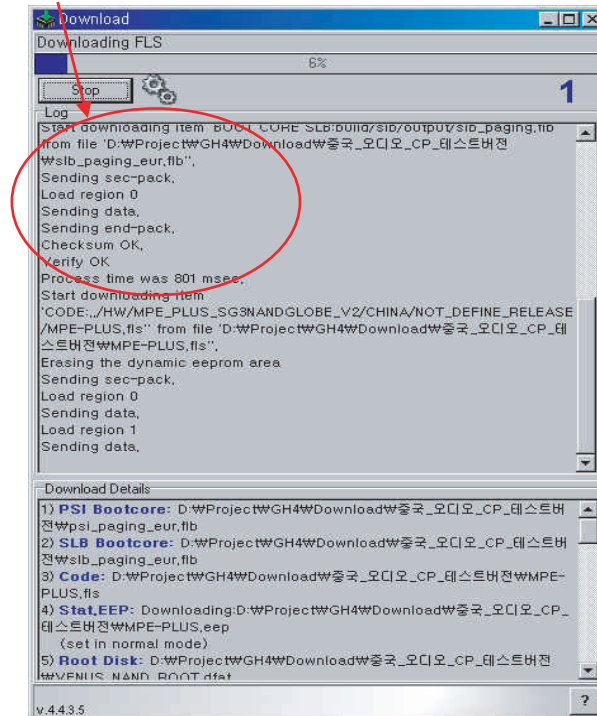 Download
Downloading FLS
6%
Stop
1
Log
Start downloading item 'BOOT_CORE SLB:build/slb/output/slb_paging.flb
from file 'D:₩Project₩GH4₩Download₩중국_오디오_CP_테스트버전
₩slb_paging_eur.flb'',
Sending sec-pack.
Load region 0
Sending data.
Sending end-pack.
Checksum OK.
Verify OK
Process time was 801 msec.
Start downloading item
'CODE:../HW/MPE_PLUS_SG3NANDGLOBE_V2/CHINA/NOT_DEFINE_RELEASE
/MPE-PLUS.fls'' from file 'D:₩Project₩GH4₩Download₩중국_오디오_CP_테
스트버전₩MPE-PLUS.fls''.
Erasing the dynamic eeprom area
Sending sec-pack.
Load region 0
Sending data.
Load region 1
Sending data.
Download Details
1) PSI Bootcore: D:₩Project₩GH4₩Download₩중국_오디오_CP_테스트버
전₩psi_paging_eur.flb
2) SLB Bootcore: D:₩Project₩GH4₩Download₩중국_오디오_CP_테스트버
전₩slb_paging_eur.flb
3) Code: D:₩Project₩GH4₩Download₩중국_오디오_CP_테스트버전₩MPE-
PLUS.fls
4) Stat.EEP: Downloading:D:₩Project₩GH4₩Download₩중국_오디오_CP_
테스트버전₩MPE-PLUS.eep
(set in normal mode)
5) Root Disk: D:₩Project₩GH4₩Download₩중국_오디오_CP_테스트버전
₩VENUS_NAND_ROOT.dfat
v.4.4.3.5
?